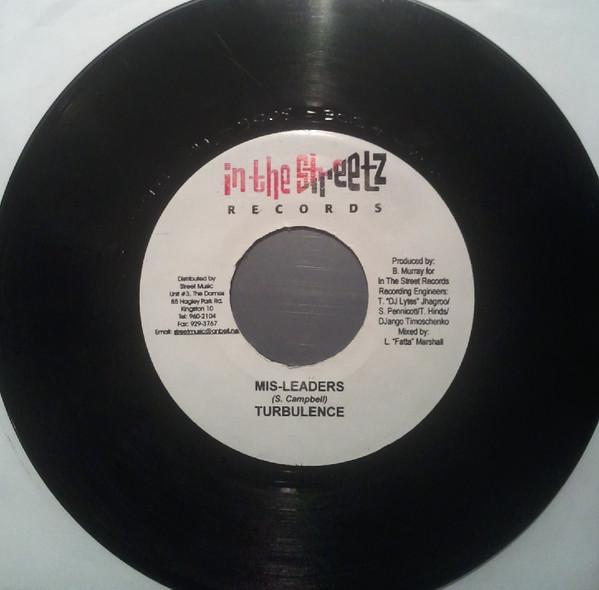 in the streetz
RECORDS
Distributed by
Street Music
Unit #3, The Domes
85 Hagley Park Rd.
Kingston 10
Tel: 960-2104
Fax: 929-3767
Produced by:
B. Murray for
In The Street Records
Recording Engineers:
T. "DJ Lytes" Jhagroo/
S. Pennicott/T. Hinds/
DJango Timoschenko
Mixed by:
L. "Fatta" Marshall
MIS-LEADERS
(S. Campbell)
TURBULENCE